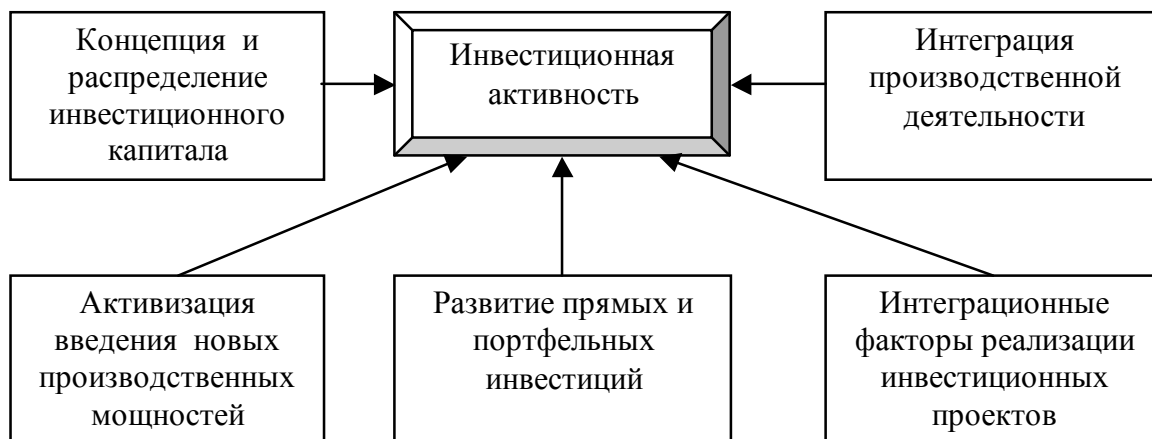 Концепция и
распределение
инвестиционного
капитала
Инвестиционная
активность
Интеграция
производственной
деятельности
Активизация
введения новых
производственных
мощностей
Развитие прямых и
портфельных
инвестиций
Интеграционные
факторы реализации
инвестиционных
проектов